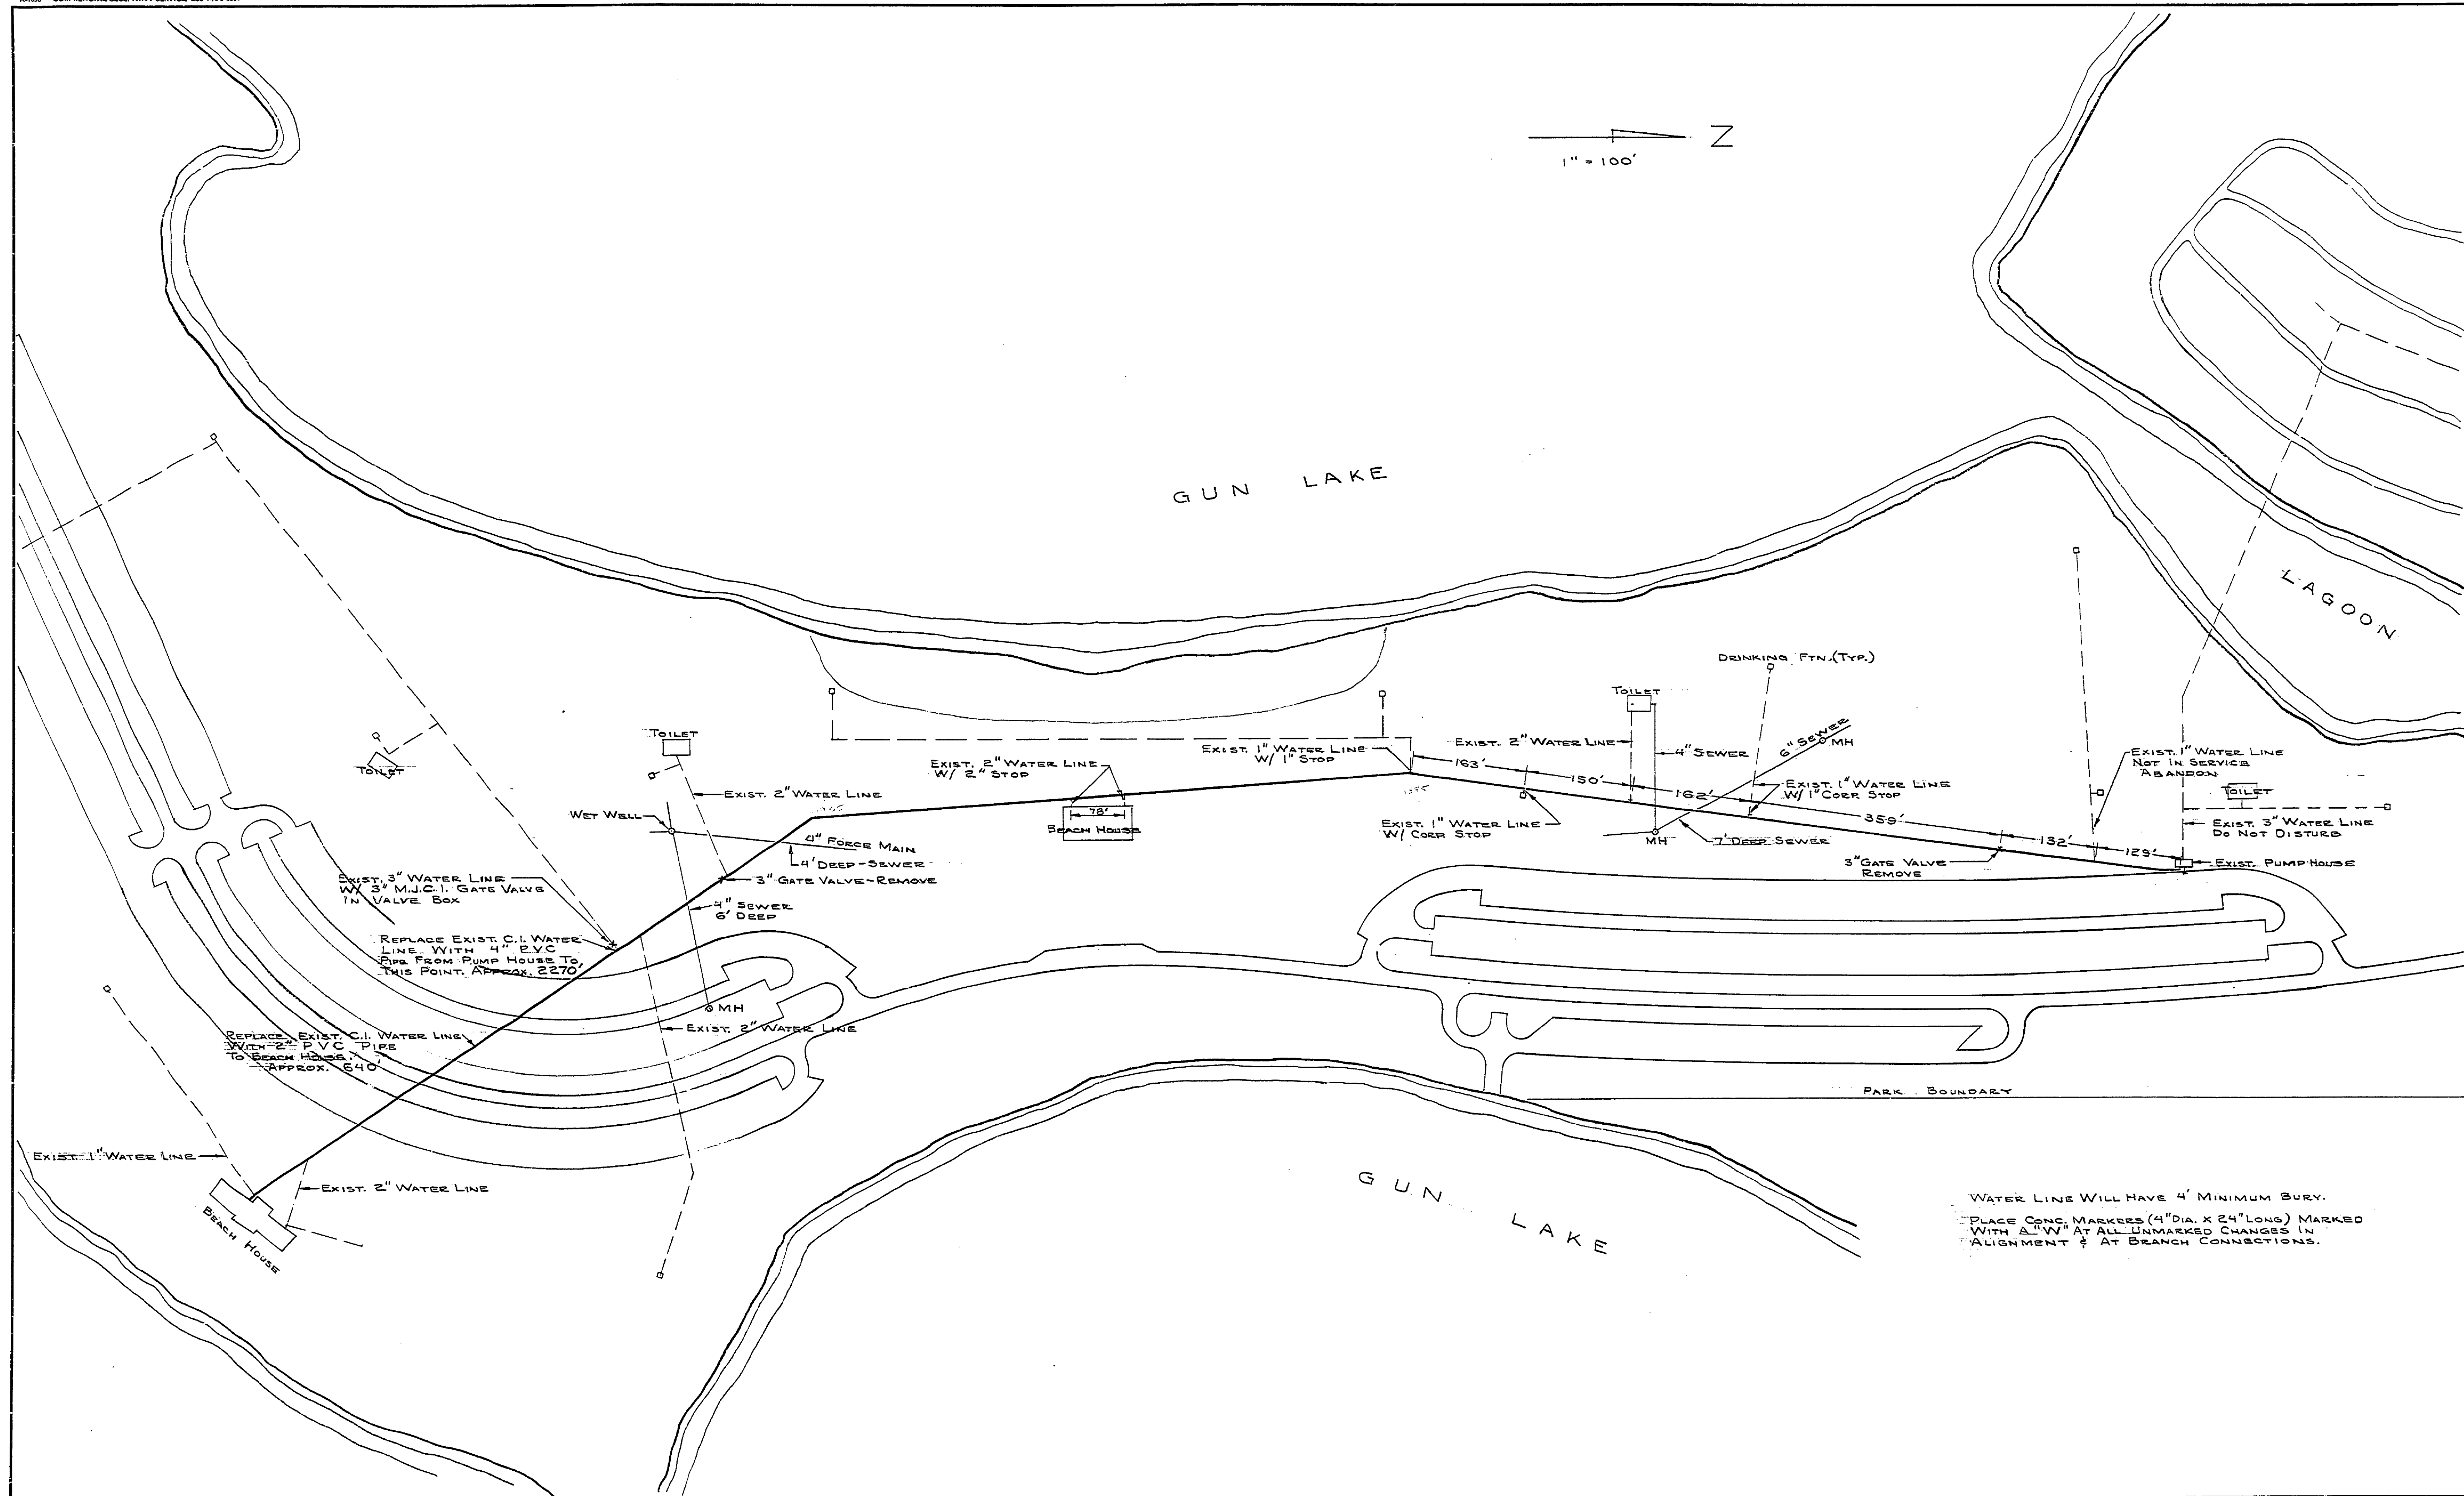 Z
1" = 100'
GUN LAKE
LAGOON
DRINKING FTN. (TYP.)
TOILET
TOILET
TOILET
TOILET
EXIST. 2" WATER LINE
4" SEWER
6" SEWER
MH
EXIST. 1" WATER LINE
W/ 1" STOP
EXIST. 2" WATER LINE
W/ 2" STOP
163'
150'
162'
359'
132'
129'
EXIST. 1" WATER LINE
W/ 1" CORP. STOP
EXIST. 1" WATER LINE
NOT IN SERVICE
ABANDON
EXIST. 3" WATER LINE
DO NOT DISTURB
EXIST. PUMP HOUSE
EXIST. 1" WATER LINE
W/ CORP. STOP
MH
7' DEEP SEWER
3" GATE VALVE
REMOVE
78'
BEACH HOUSE
EXIST. 2" WATER LINE
WET WELL
4" FORCE MAIN
4' DEEP-SEWER
3" GATE VALVE-REMOVE
4" SEWER
6' DEEP
EXIST. 3" WATER LINE
W/ 3" M.J.C.I. GATE VALVE
IN VALVE BOX
REPLACE EXIST. C.I. WATER
LINE WITH 4" P.V.C.
PIPE FROM PUMP HOUSE TO
THIS POINT. APPROX. 2270'
MH
EXIST. 2" WATER LINE
REPLACE EXIST. C.I. WATER LINE
WITH 2" P V C PIPE
TO BEACH HOUSE.
APPROX. 640'
EXIST. 1" WATER LINE
EXIST. 2" WATER LINE
BEACH HOUSE
PARK BOUNDARY
GUN LAKE
WATER LINE WILL HAVE 4' MINIMUM BURY.
PLACE CONC. MARKERS (4" DIA. X 24" LONG) MARKED
WITH A "W" AT ALL UNMARKED CHANGES IN
ALIGNMENT & AT BRANCH CONNECTIONS.